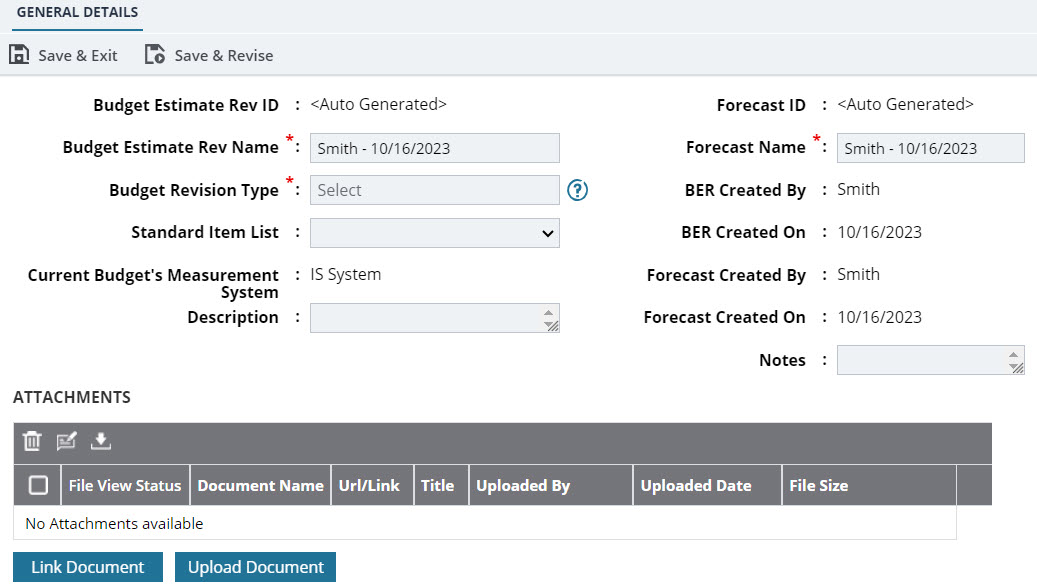 GENERAL DETAILS
Save & Exit Save & Revise
Budget Estimate Rev ID : <Auto Generated> Forecast ID : <Auto Generated>
Budget Estimate Rev Name *: Smith - 10/16/2023 Forecast Name *: Smith - 10/16/2023
Budget Revision Type *: Select ? BER Created By : Smith
Standard Item List : BER Created On : 10/16/2023
Current Budget's Measurement : IS System Forecast Created By : Smith
System
Description : Forecast Created On : 10/16/2023
Notes :
ATTACHMENTS
File View Status Document Name Url/Link Title Uploaded By Uploaded Date File Size
No Attachments available
Link Document Upload Document